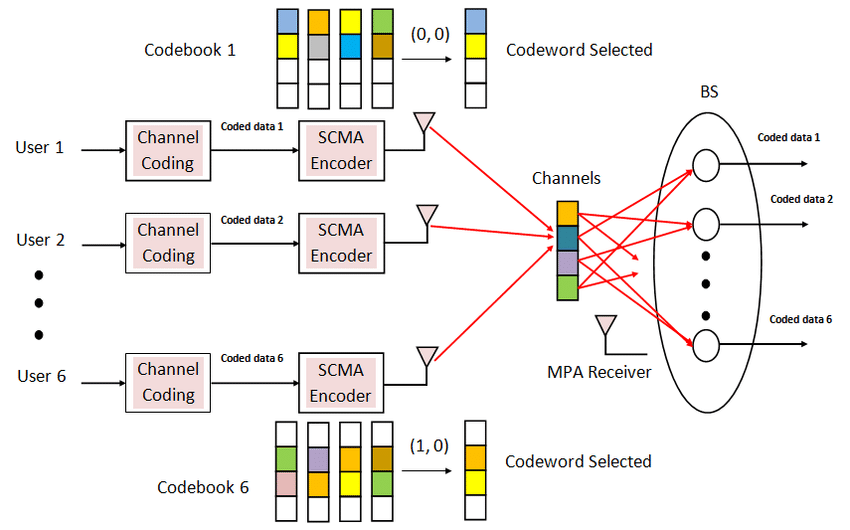 Codebook 1
(0, 0)
Codeword Selected
BS
User 1
Channel
Coding
Coded data 1
SCMA
Encoder
Channels
Coded data 1
User 2
Channel
Coding
Coded data 2
SCMA
Encoder
Coded data 2
User 6
Channel
Coding
Coded data 6
SCMA
Encoder
MPA Receiver
Coded data 6
Codebook 6
(1, 0)
Codeword Selected